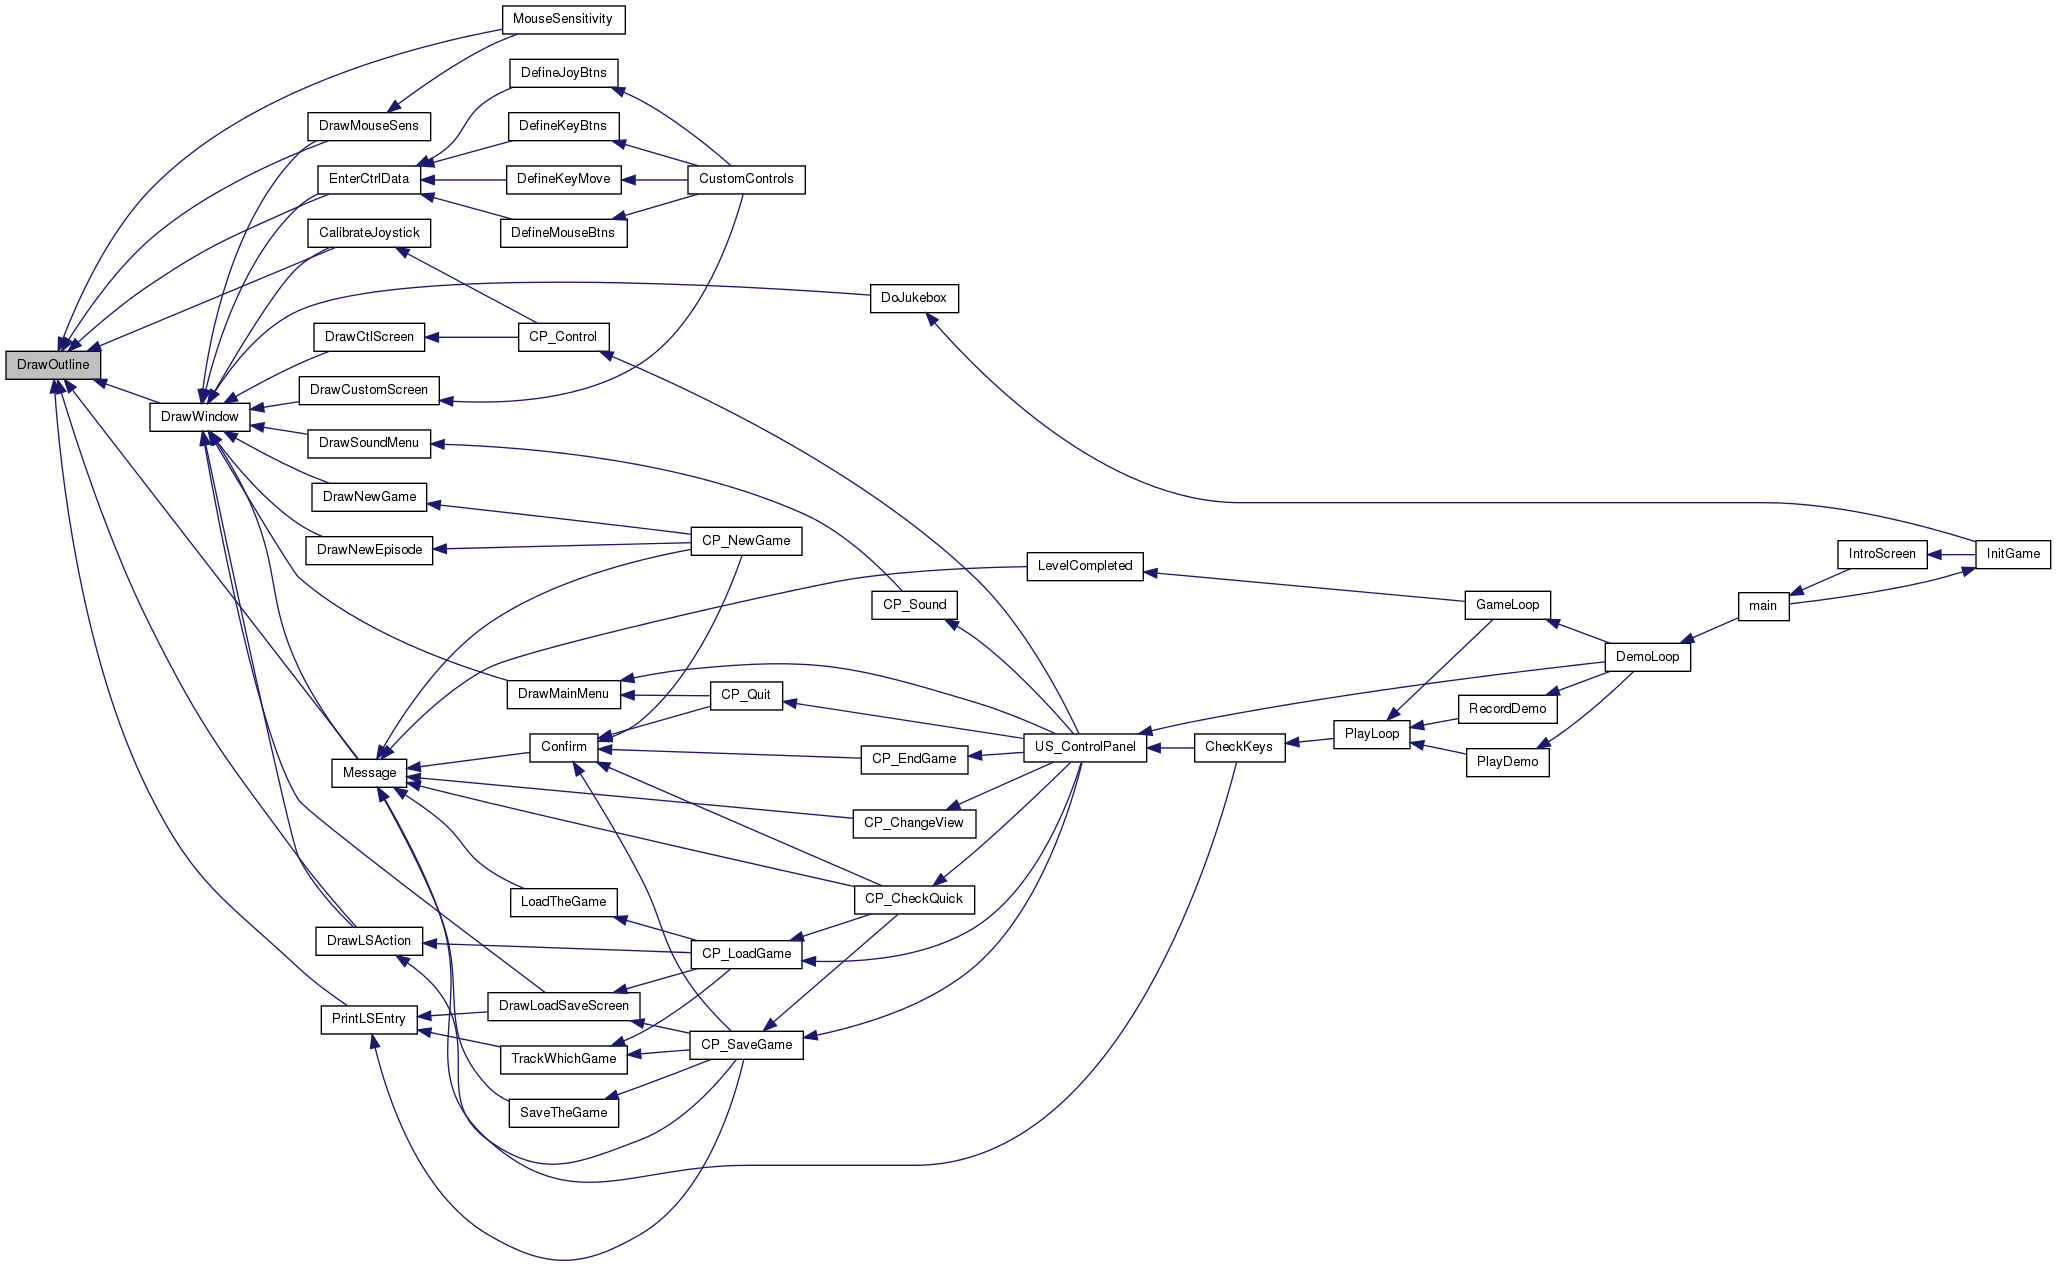 MouseSensitivity
DefineJoyBtns
DrawMouseSens
DefineKeyBtns
EnterCtrlData
DefineKeyMove
CustomControls
CalibrateJoystick
DefineMouseBtns
DoJukebox
DrawCtlScreen
CP_Control
DrawOutline
DrawCustomScreen
DrawWindow
DrawSoundMenu
DrawNewGame
DrawNewEpisode
CP_NewGame
LevelCompleted
IntroScreen
InitGame
CP_Sound
GameLoop
main
DemoLoop
DrawMainMenu
CP_Quit
RecordDemo
PlayLoop
Confirm
CP_EndGame
US_ControlPanel
CheckKeys
PlayDemo
Message
CP_ChangeView
LoadTheGame
CP_CheckQuick
DrawLSAction
CP_LoadGame
DrawLoadSaveScreen
PrintLSEntry
CP_SaveGame
TrackWhichGame
SaveTheGame